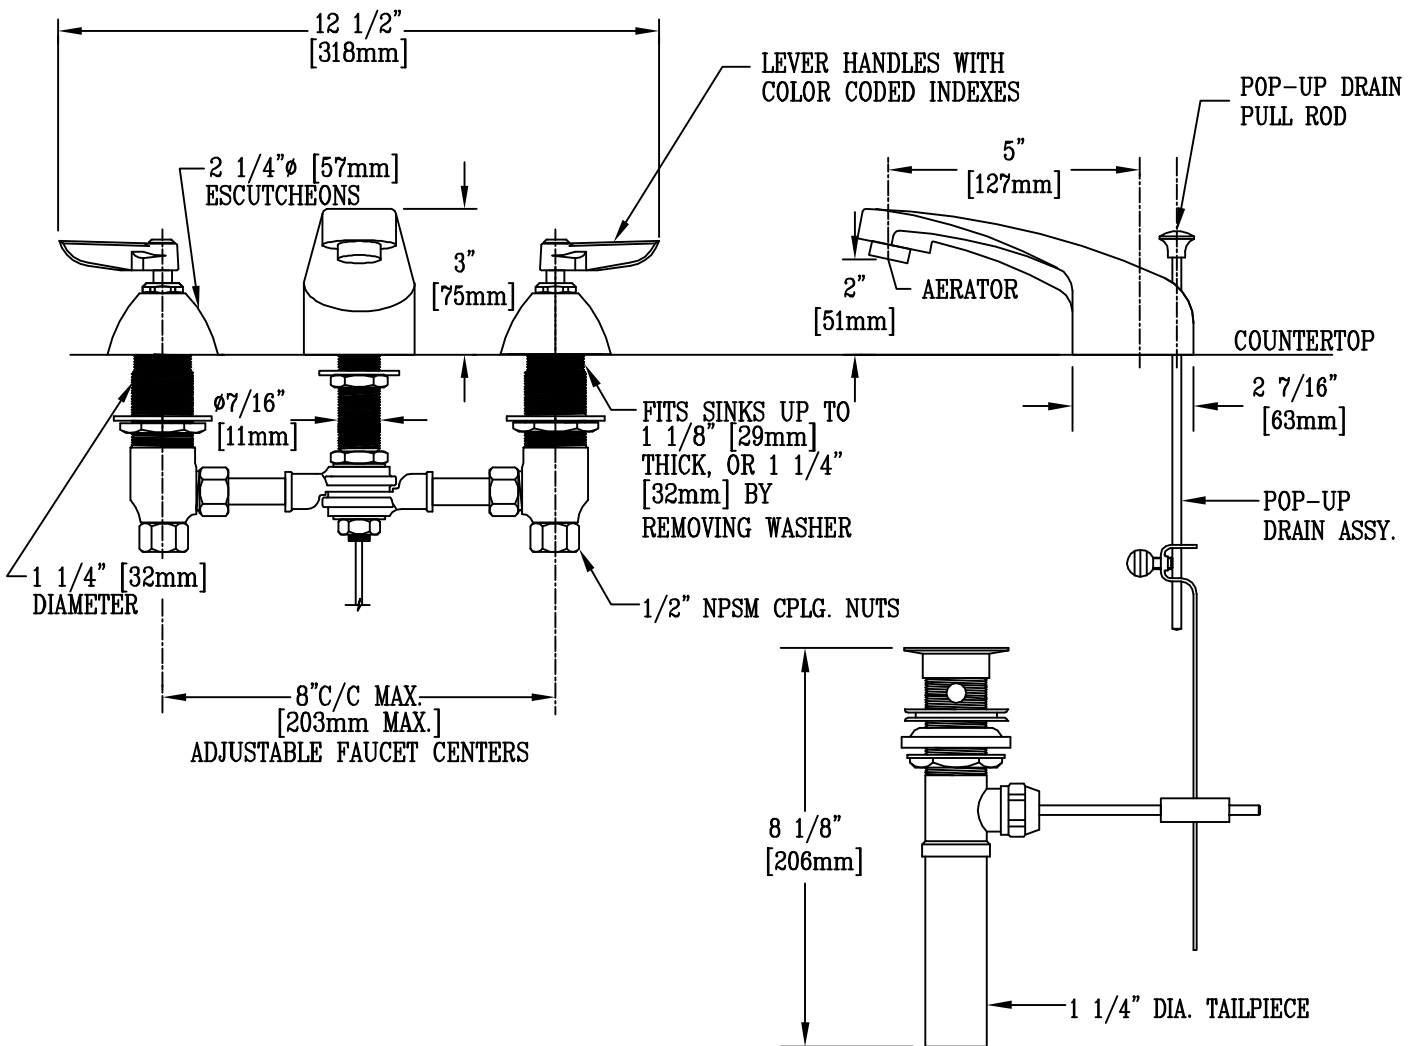 12 1/2"
[318mm]
LEVER HANDLES WITH
COLOR CODED INDEXES
POP-UP DRAIN
PULL ROD
2 1/4"ø [57mm]
ESCUTCHEONS
5"
[127mm]
3"
[75mm]
2"
[51mm]
AERATOR
COUNTERTOP
ø7/16"
[11mm]
FITS SINKS UP TO
1 1/8" [29mm]
THICK, OR 1 1/4"
[32mm] BY
REMOVING WASHER
2 7/16"
[63mm]
POP-UP
DRAIN ASSY.
1 1/4" [32mm]
DIAMETER
1/2" NPSM CPLG. NUTS
8"C/C MAX.
[203mm MAX.]
ADJUSTABLE FAUCET CENTERS
8 1/8"
[206mm]
1 1/4" DIA. TAILPIECE